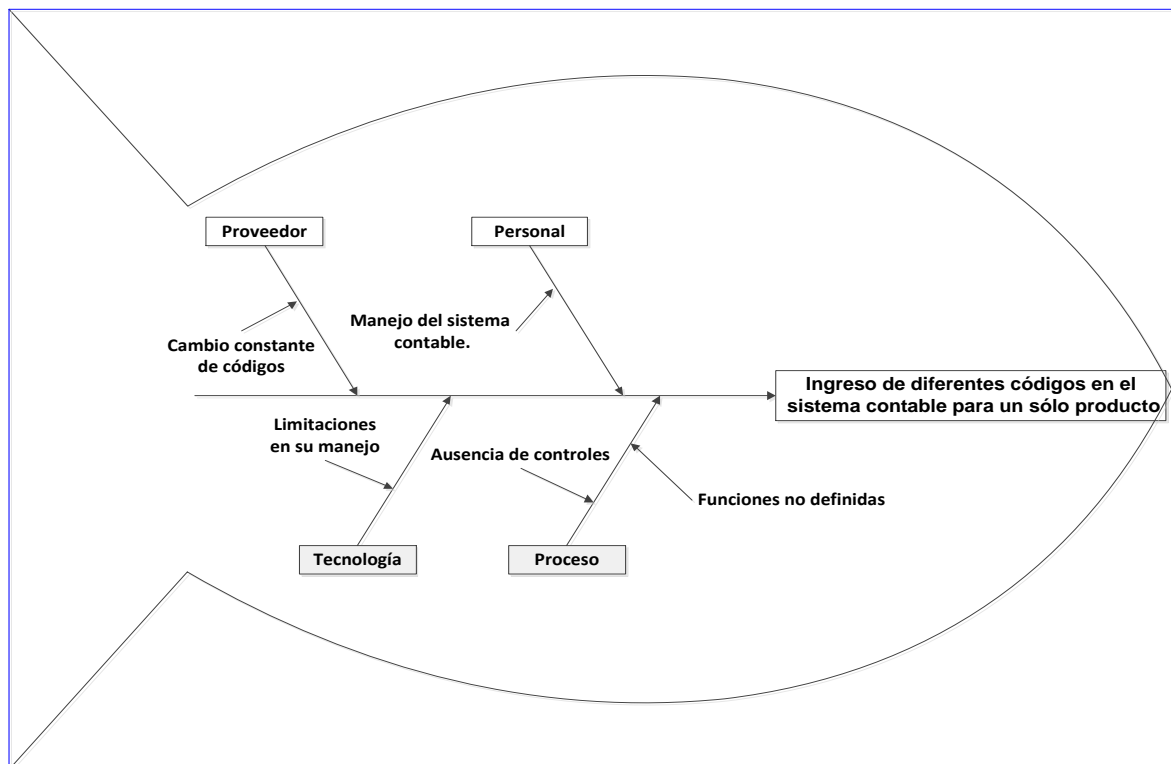 Proveedor
Personal
Manejo del sistema
contable.
Cambio constante
de códigos
Ingreso de diferentes códigos en el
sistema contable para un sólo producto
Limitaciones
en su manejo
Ausencia de controles
Funciones no definidas
Tecnología
Proceso